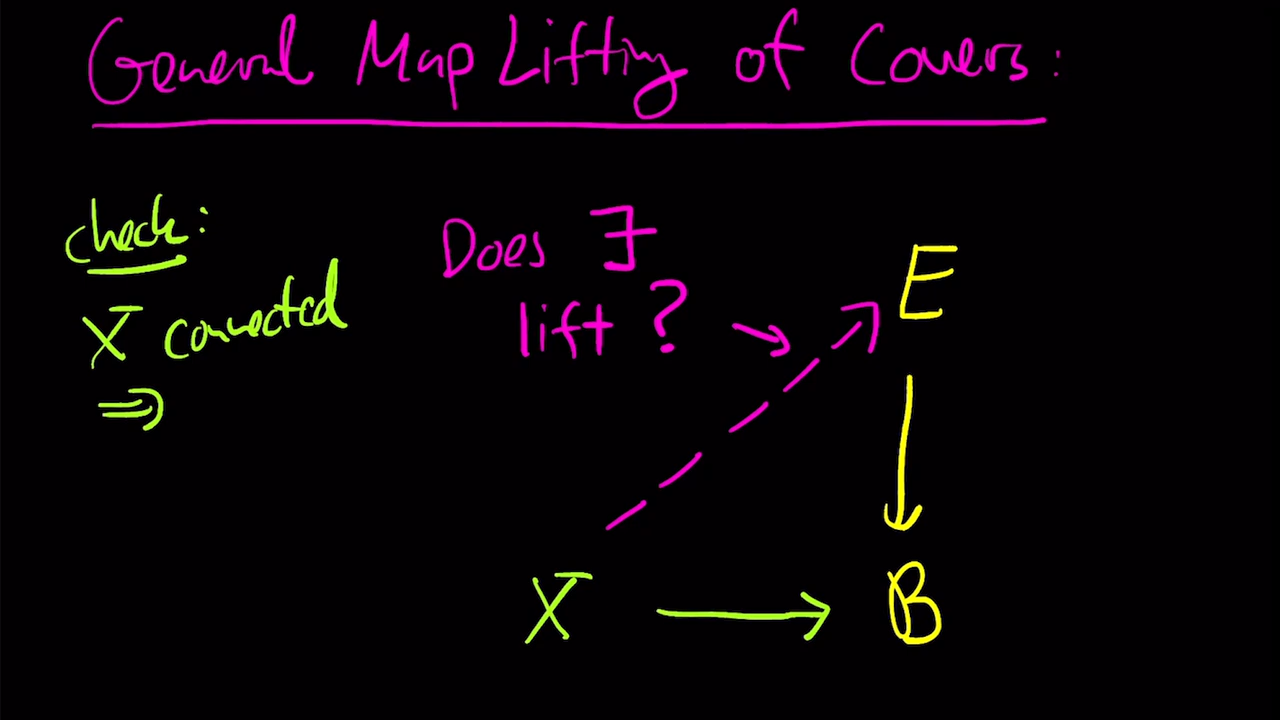 General Map Lifting of Covers:
check:
X connected
⇒
Does ∃
lift?
E
X
B